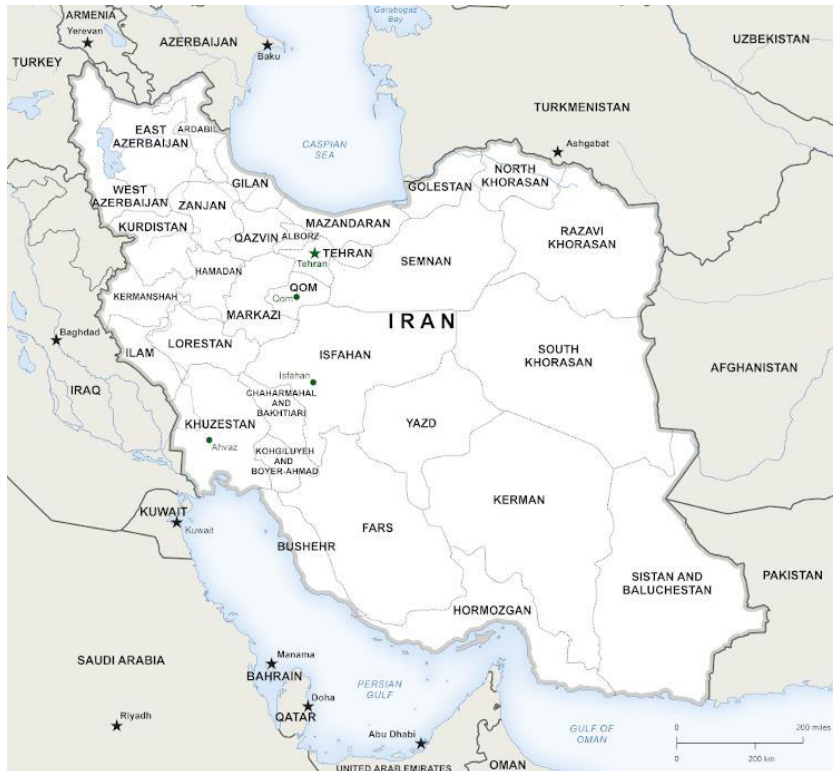 ARMENIA
Yerevan
AZERBAIJAN
Baku
Garabogaz
Bay
UZBEKISTAN
TURKEY
TURKMENISTAN
Ashgabat
EAST
AZERBAIJAN
ARDABIL
CASPIAN
SEA
WEST
AZERBAIJAN
GILAN
ZANJAN
GOLESTAN
NORTH
KHORASAN
KURDISTAN
MAZANDARAN
RAZAVI
KHORASAN
QAZVIN
ALBORZ
TEHRAN
Tehran
SEMNAN
HAMADAN
QOM
Qom
KERMANSHAH
MARKAZI
IRAN
Baghdad
ILAM
LORESTAN
ISFAHAN
SOUTH
KHORASAN
AFGHANISTAN
IRAQ
Isfahan
CHAHARMAHAL
AND
BAKHTIARI
YAZD
KHUZESTAN
Ahvaz
KOHGILUYEH
AND
BOYER-AHMAD
KERMAN
KUWAIT
Kuwait
FARS
BUSHEHR
SISTAN AND
BALUCHESTAN
PAKISTAN
HORMOZGAN
SAUDI ARABIA
Manama
BAHRAIN
PERSIAN
GULF
Doha
QATAR
Riyadh
Abu Dhabi
GULF OF
OMAN
0
200 miles
0
200 km
UNITED ARAB EMIRATES
OMAN